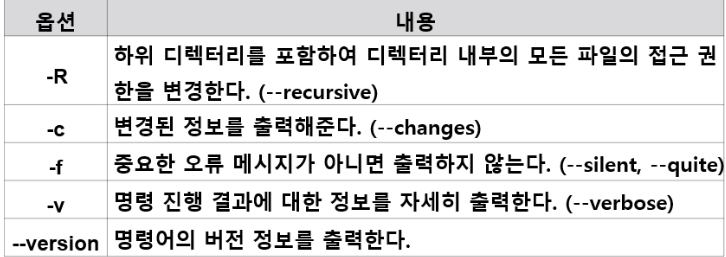 옵션 내용
-R 하위 디렉터리를 포함하여 디렉터리 내부의 모든 파일의 접근 권
한을 변경한다. (--recursive)
-c 변경된 정보를 출력해준다. (--changes)
-f 중요한 오류 메시지가 아니면 출력하지 않는다. (--silent, --quite)
-v 명령 진행 결과에 대한 정보를 자세히 출력한다. (--verbose)
--version 명령어의 버전 정보를 출력한다.